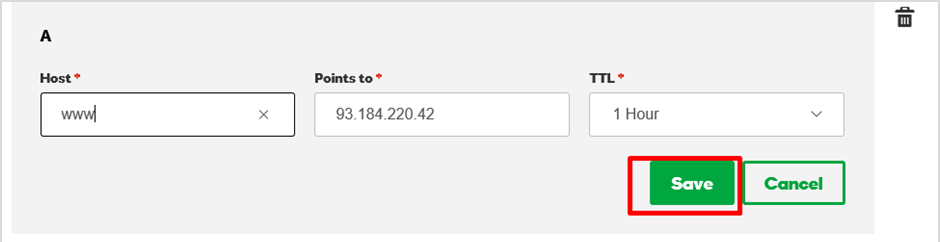 A
Host * Points to * TTL *
www 93.184.220.42 1 Hour
Save Cancel